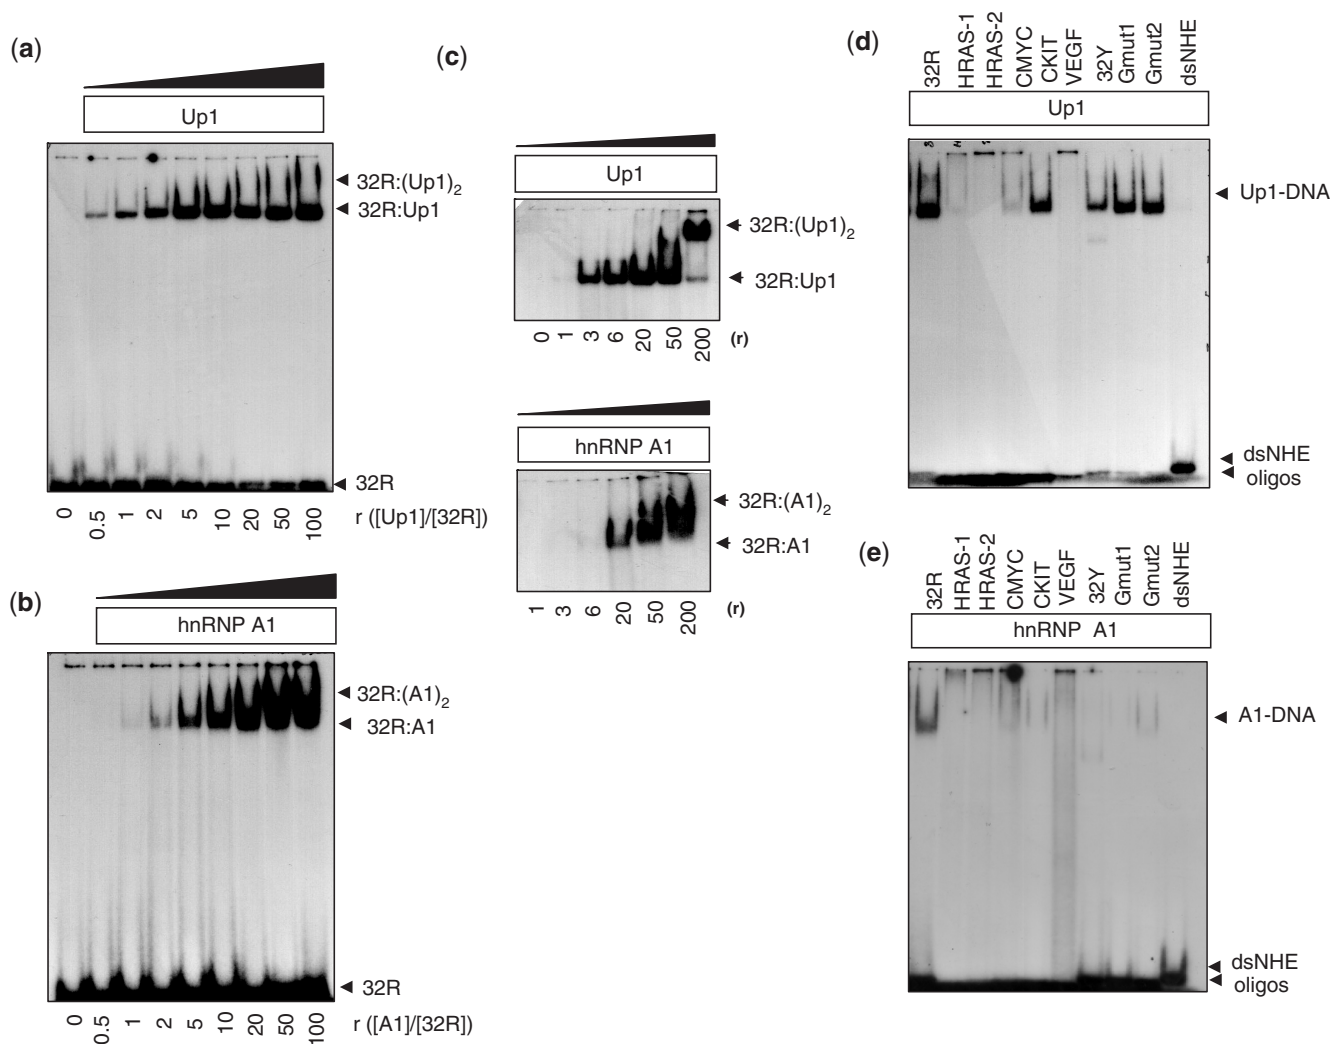 (a)
Up1
32R:(Up1)2
32R:Up1
32R
0 0.5 1 2 5 10 20 50 100 r ([Up1]/[32R])
(b)
hnRNP A1
32R:(A1)2
32R:A1
32R
0 0.5 1 2 5 10 20 50 100 r ([A1]/[32R])
(c)
Up1
32R:(Up1)2
32R:Up1
0 1 3 6 20 50 200 (r)
hnRNP A1
32R:(A1)2
32R:A1
1 3 6 20 50 200 (r)
(d)
32R HRAS-1 HRAS-2 CMYC CKIT VEGF 32Y Gmut1 Gmut2 dsNHE
Up1
Up1-DNA
dsNHE
oligos
(e)
32R HRAS-1 HRAS-2 CMYC CKIT VEGF 32Y Gmut1 Gmut2 dsNHE
hnRNP A1
A1-DNA
dsNHE
oligos